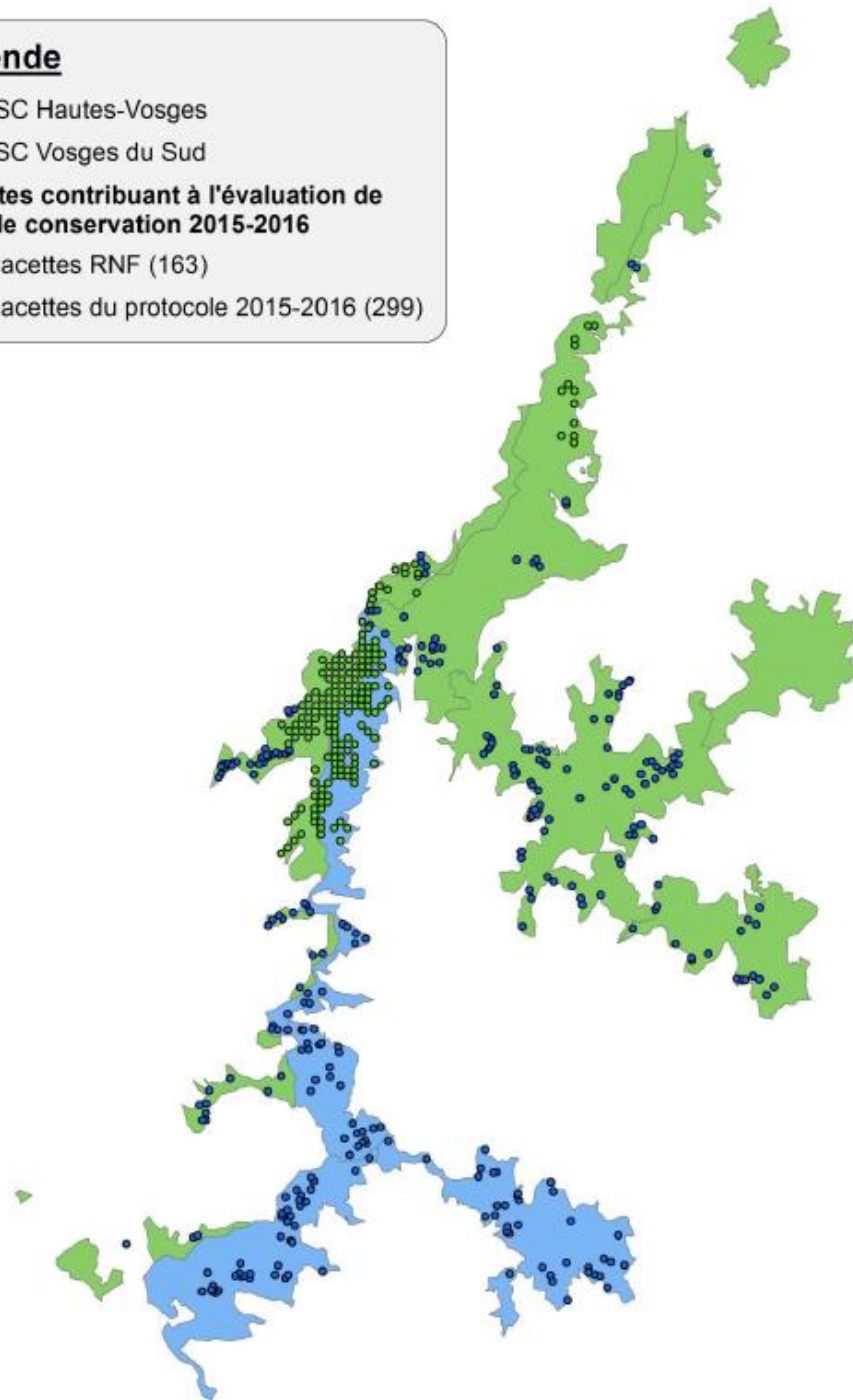 ende
SC Hautes-Vosges
SC Vosges du Sud
tes contribuant à l'évaluation de
le conservation 2015-2016
acettes RNF (163)
acettes du protocole 2015-2016 (299)